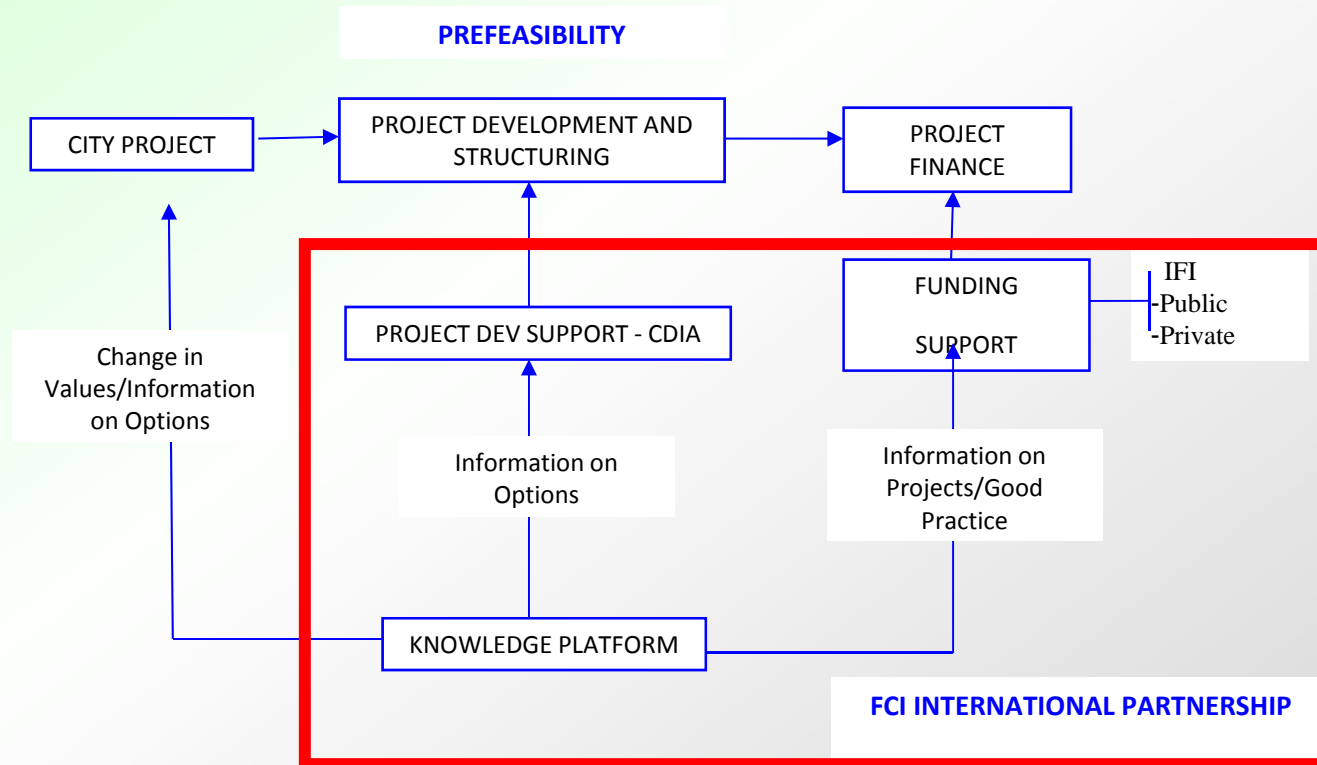 PREFEASIBILITY
CITY PROJECT
PROJECT DEVELOPMENT AND
STRUCTURING
PROJECT
FINANCE
FUNDING
SUPPORT
IFI
-Public
-Private
PROJECT DEV SUPPORT - CDIA
Change in
Values/Information
on Options
Information on
Options
Information on
Projects/Good
Practice
KNOWLEDGE PLATFORM
FCI INTERNATIONAL PARTNERSHIP